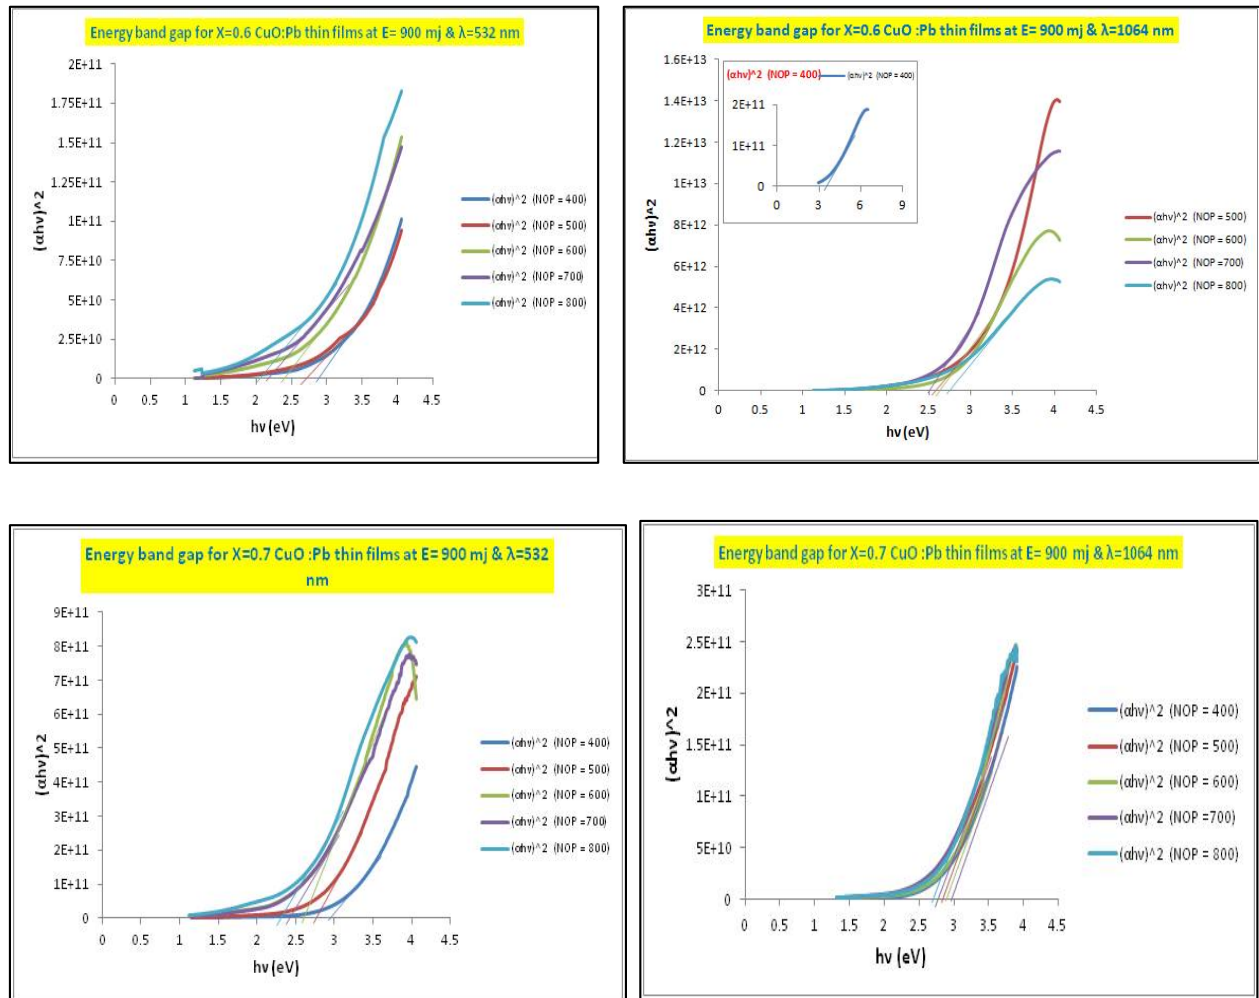 Energy band gap for X=0.6 CuO:Pb thin films at E= 900 mj & λ=532 nm
2E+11
1.75E+11
1.5E+11
1.25E+11
1E+11
7.5E+10
5E+10
2.5E+10
0
(αhν)^2
0 0.5 1 1.5 2 2.5 3 3.5 4 4.5
hν (eV)
(αhν)^2 (NOP = 400)
(αhν)^2 (NOP = 500)
(αhν)^2 (NOP = 600)
(αhν)^2 (NOP =700)
(αhν)^2 (NOP = 800)
Energy band gap for X=0.6 CuO :Pb thin films at E= 900 mj & λ=1064 nm
1.6E+13
1.4E+13
1.2E+13
1E+13
8E+12
6E+12
4E+12
2E+12
0
(αhν)^2
(αhν)^2 (NOP = 400)
(αhν)^2 (NOP = 400)
2E+11
1E+11
0
0 3 6 9
0 0.5 1 1.5 2 2.5 3 3.5 4 4.5
hν (eV)
(αhν)^2 (NOP = 500)
(αhν)^2 (NOP = 600)
(αhν)^2 (NOP =700)
(αhν)^2 (NOP = 800)
Energy band gap for X=0.7 CuO :Pb thin films at E= 900 mj & λ=532
nm
9E+11
8E+11
7E+11
6E+11
5E+11
4E+11
3E+11
2E+11
1E+11
0
(αhν)^2
0 0.5 1 1.5 2 2.5 3 3.5 4 4.5
hν (eV)
(αhν)^2 (NOP = 400)
(αhν)^2 (NOP = 500)
(αhν)^2 (NOP = 600)
(αhν)^2 (NOP =700)
(αhν)^2 (NOP = 800)
Energy band gap for X=0.7 CuO :Pb thin films at E= 900 mj & λ=1064 nm
3E+11
2.5E+11
2E+11
1.5E+11
1E+11
5E+10
0
(αhν)^2
0 0.5 1 1.5 2 2.5 3 3.5 4 4.5
hν (eV)
(αhν)^2 (NOP = 400)
(αhν)^2 (NOP = 500)
(αhν)^2 (NOP = 600)
(αhν)^2 (NOP =700)
(αhν)^2 (NOP = 800)